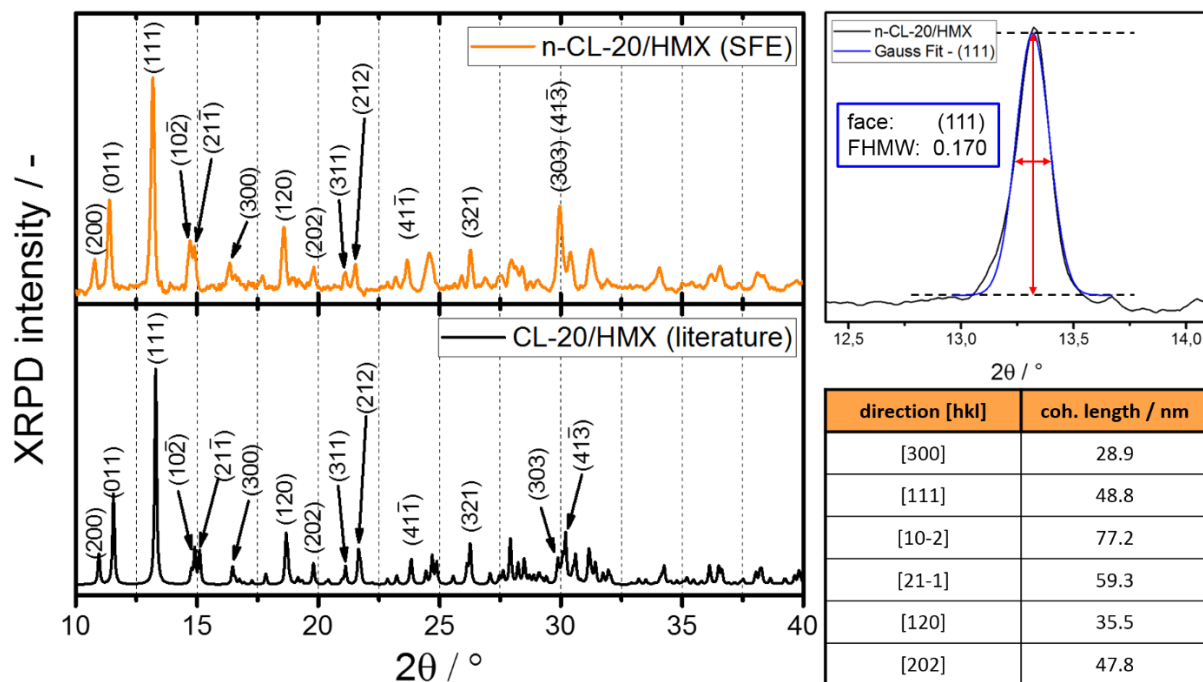 XRPD intensity / -
n-CL-20/HMX (SFE)
(200)
(011)
(111)
(102̅)
(2̅11̅)
(300)
(120)
(202)
(311)
(212)
(411̅)
(321)
(303)
(413̅)
CL-20/HMX (literature)
(200)
(011)
(111)
(102̅)
(211̅)
(300)
(120)
(202)
(311)
(212)
(411̅)
(321)
(303)
(413̅)
10 15 20 25 30 35 40
2θ / °
n-CL-20/HMX
Gauss Fit - (111)
face: (111)
FHMW: 0.170
12,5 13,0 13,5 14,0
2θ / °
direction [hkl] coh. length / nm
[300] 28.9
[111] 48.8
[10-2] 77.2
[21-1] 59.3
[120] 35.5
[202] 47.8